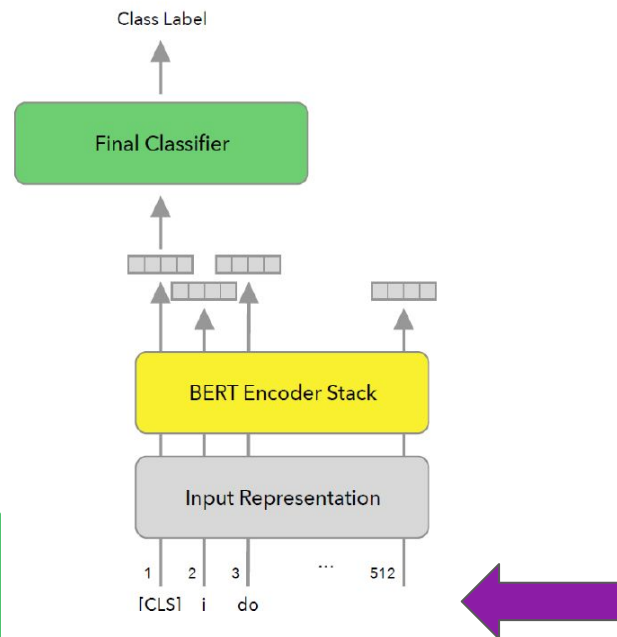 Class Label
Final Classifier
BERT Encoder Stack
Input Representation
1 2 3 ... 512
[CLS] i do